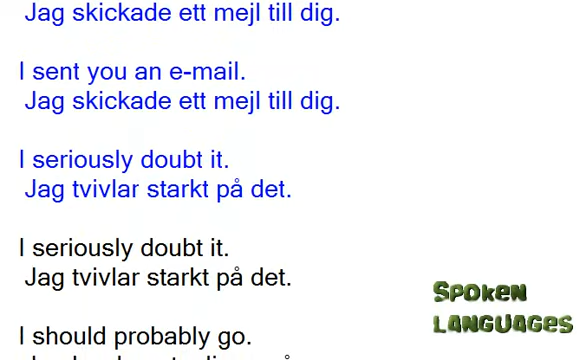 Jag skickade ett mejl till dig.
I sent you an e-mail.
Jag skickade ett mejl till dig.
I seriously doubt it.
Jag tvivlar starkt på det.
I seriously doubt it.
Jag tvivlar starkt på det.
I should probably go.
Spoken
Languages